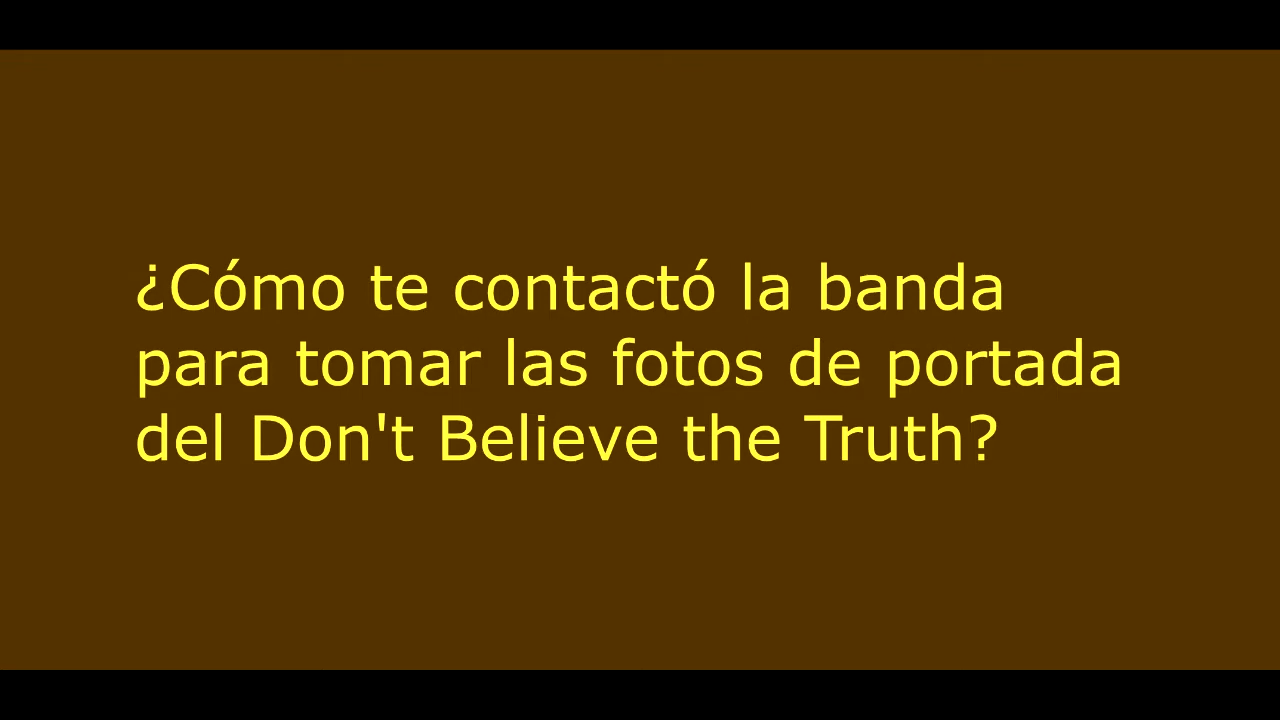 ¿Cómo te contactó la banda
para tomar las fotos de portada
del Don't Believe the Truth?